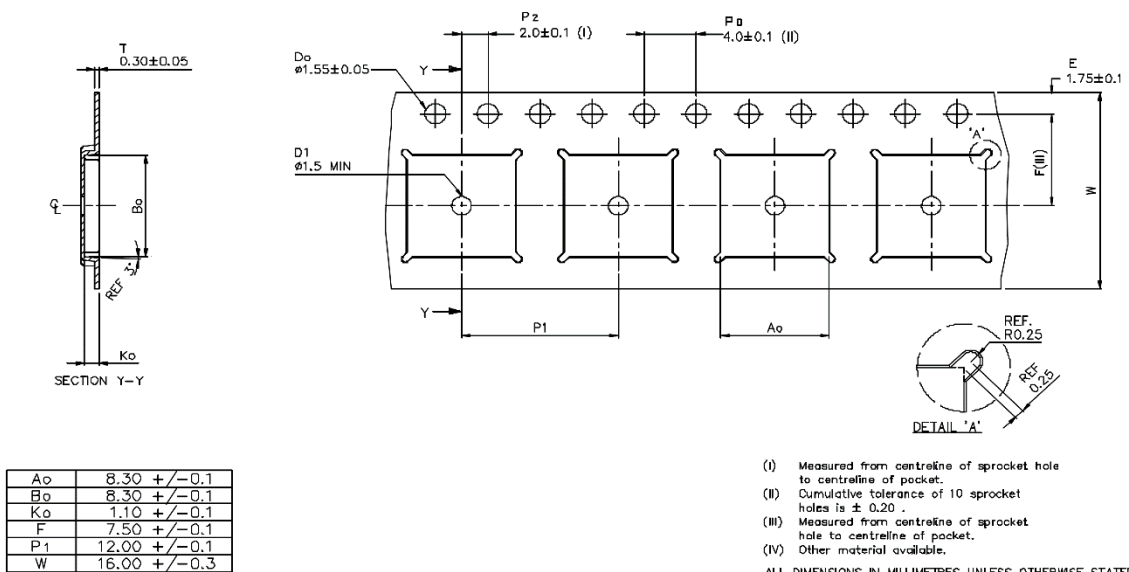 P2
2.0±0.1 (I)
Po
4.0±0.1 (II)
T
0.30±0.05
Do
ø1.55±0.05
Y
E
1.75±0.1
'A'
D1
ø1.5 MIN
F(III)
W
Bo
REF 3°
Y
P1
Ao
Ko
SECTION Y-Y
REF.
R0.25
REF
0.25
DETAIL 'A'
Ao 8.30 +/-0.1
Bo 8.30 +/-0.1
Ko 1.10 +/-0.1
F 7.50 +/-0.1
P1 12.00 +/-0.1
W 16.00 +/-0.3
(I) Measured from centreline of sprocket hole
to centreline of pocket.
(II) Cumulative tolerance of 10 sprocket
holes is ± 0.20 .
(III) Measured from centreline of sprocket
hole to centreline of pocket.
(IV) Other material available.
ALL DIMENSIONS IN MILLIMETRES UNLESS OTHERWISE STATED